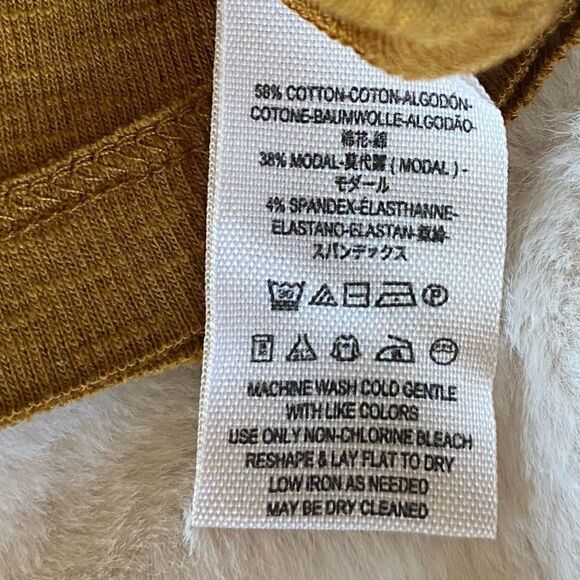 58% COTTON-COTON-ALGODÓN-
COTONE-BAUMWOLLE-ALGODÃO-
棉花-綿
38% MODAL-莫代爾 ( MODAL ) -
モダール
4% SPANDEX-ÉLASTHANNE-
ELASTANO-ELASTAN-氨綸-
スパンデックス
30
P
MACHINE WASH COLD GENTLE
WITH LIKE COLORS
USE ONLY NON-CHLORINE BLEACH
RESHAPE & LAY FLAT TO DRY
LOW IRON AS NEEDED
MAY BE DRY CLEANED